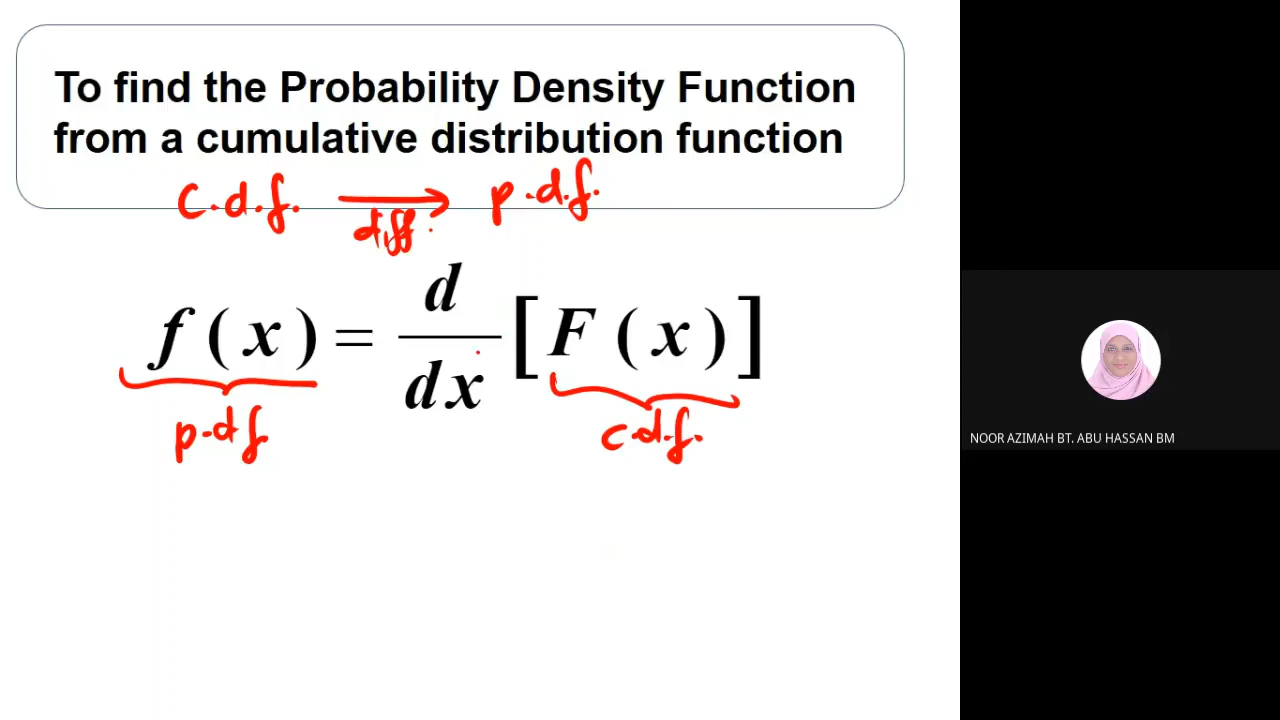 To find the Probability Density Function
from a cumulative distribution function
c.d.f. → p.d.f.
diff.
f(x) = d/dx [F(x)]
p.d.f c.d.f.
NOOR AZIMAH BT. ABU HASSAN BM